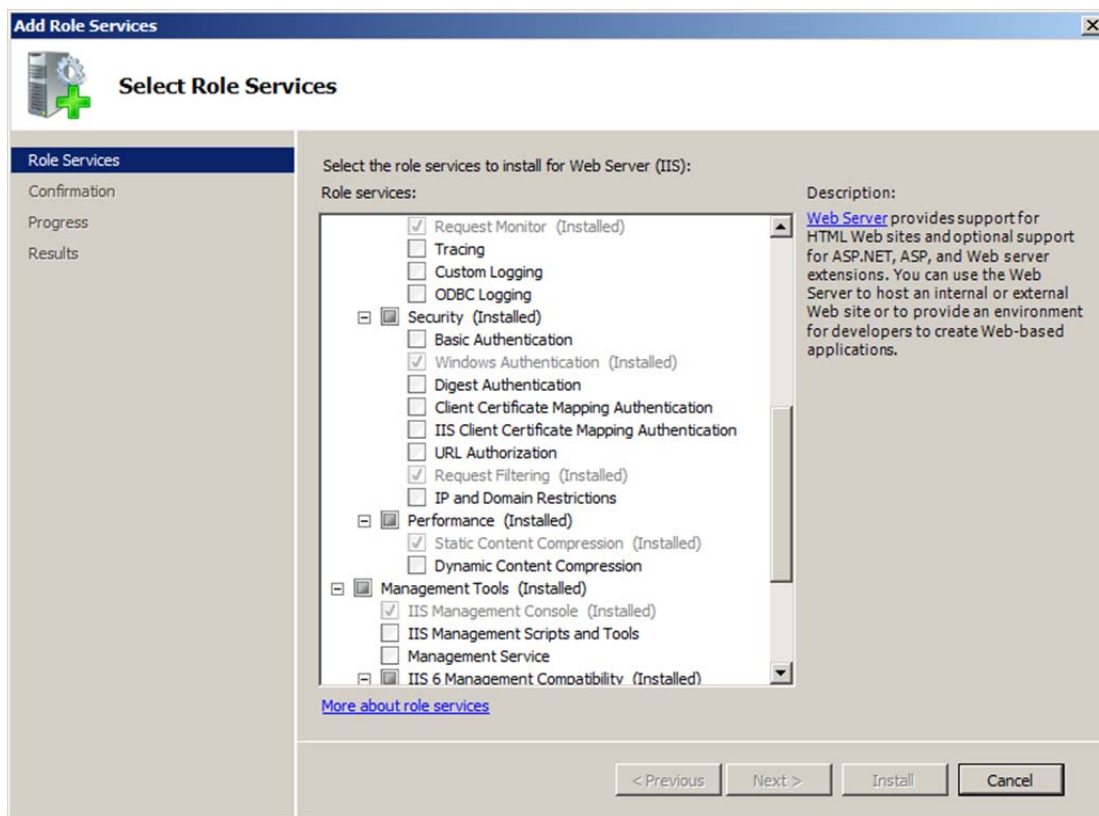 Add Role Services
Select Role Services
Role Services
Confirmation
Progress
Results
Select the role services to install for Web Server (IIS):
Role services:
Request Monitor (Installed)
Tracing
Custom Logging
ODBC Logging
Security (Installed)
Basic Authentication
Windows Authentication (Installed)
Digest Authentication
Client Certificate Mapping Authentication
IIS Client Certificate Mapping Authentication
URL Authorization
Request Filtering (Installed)
IP and Domain Restrictions
Performance (Installed)
Static Content Compression (Installed)
Dynamic Content Compression
Management Tools (Installed)
IIS Management Console (Installed)
IIS Management Scripts and Tools
Management Service
IIS 6 Management Compatibility (Installed)
More about role services
Description:
Web Server provides support for
HTML Web sites and optional support
for ASP.NET, ASP, and Web server
extensions. You can use the Web
Server to host an internal or external
Web site or to provide an environment
for developers to create Web-based
applications.
< Previous
Next >
Install
Cancel